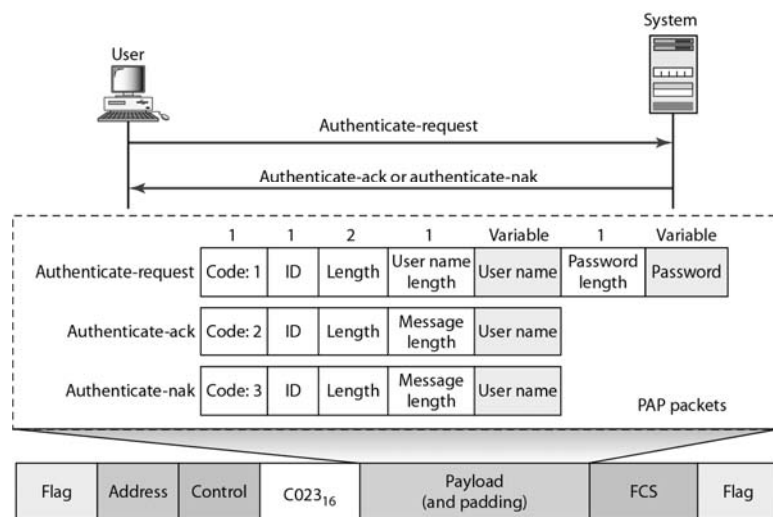 User
System
Authenticate-request
Authenticate-ack or authenticate-nak
1 1 2 1 Variable 1 Variable
Authenticate-request Code: 1 ID Length User name length User name Password length Password
Authenticate-ack Code: 2 ID Length Message length User name
Authenticate-nak Code: 3 ID Length Message length User name
PAP packets
Flag Address Control C023₁₆ Payload (and padding) FCS Flag